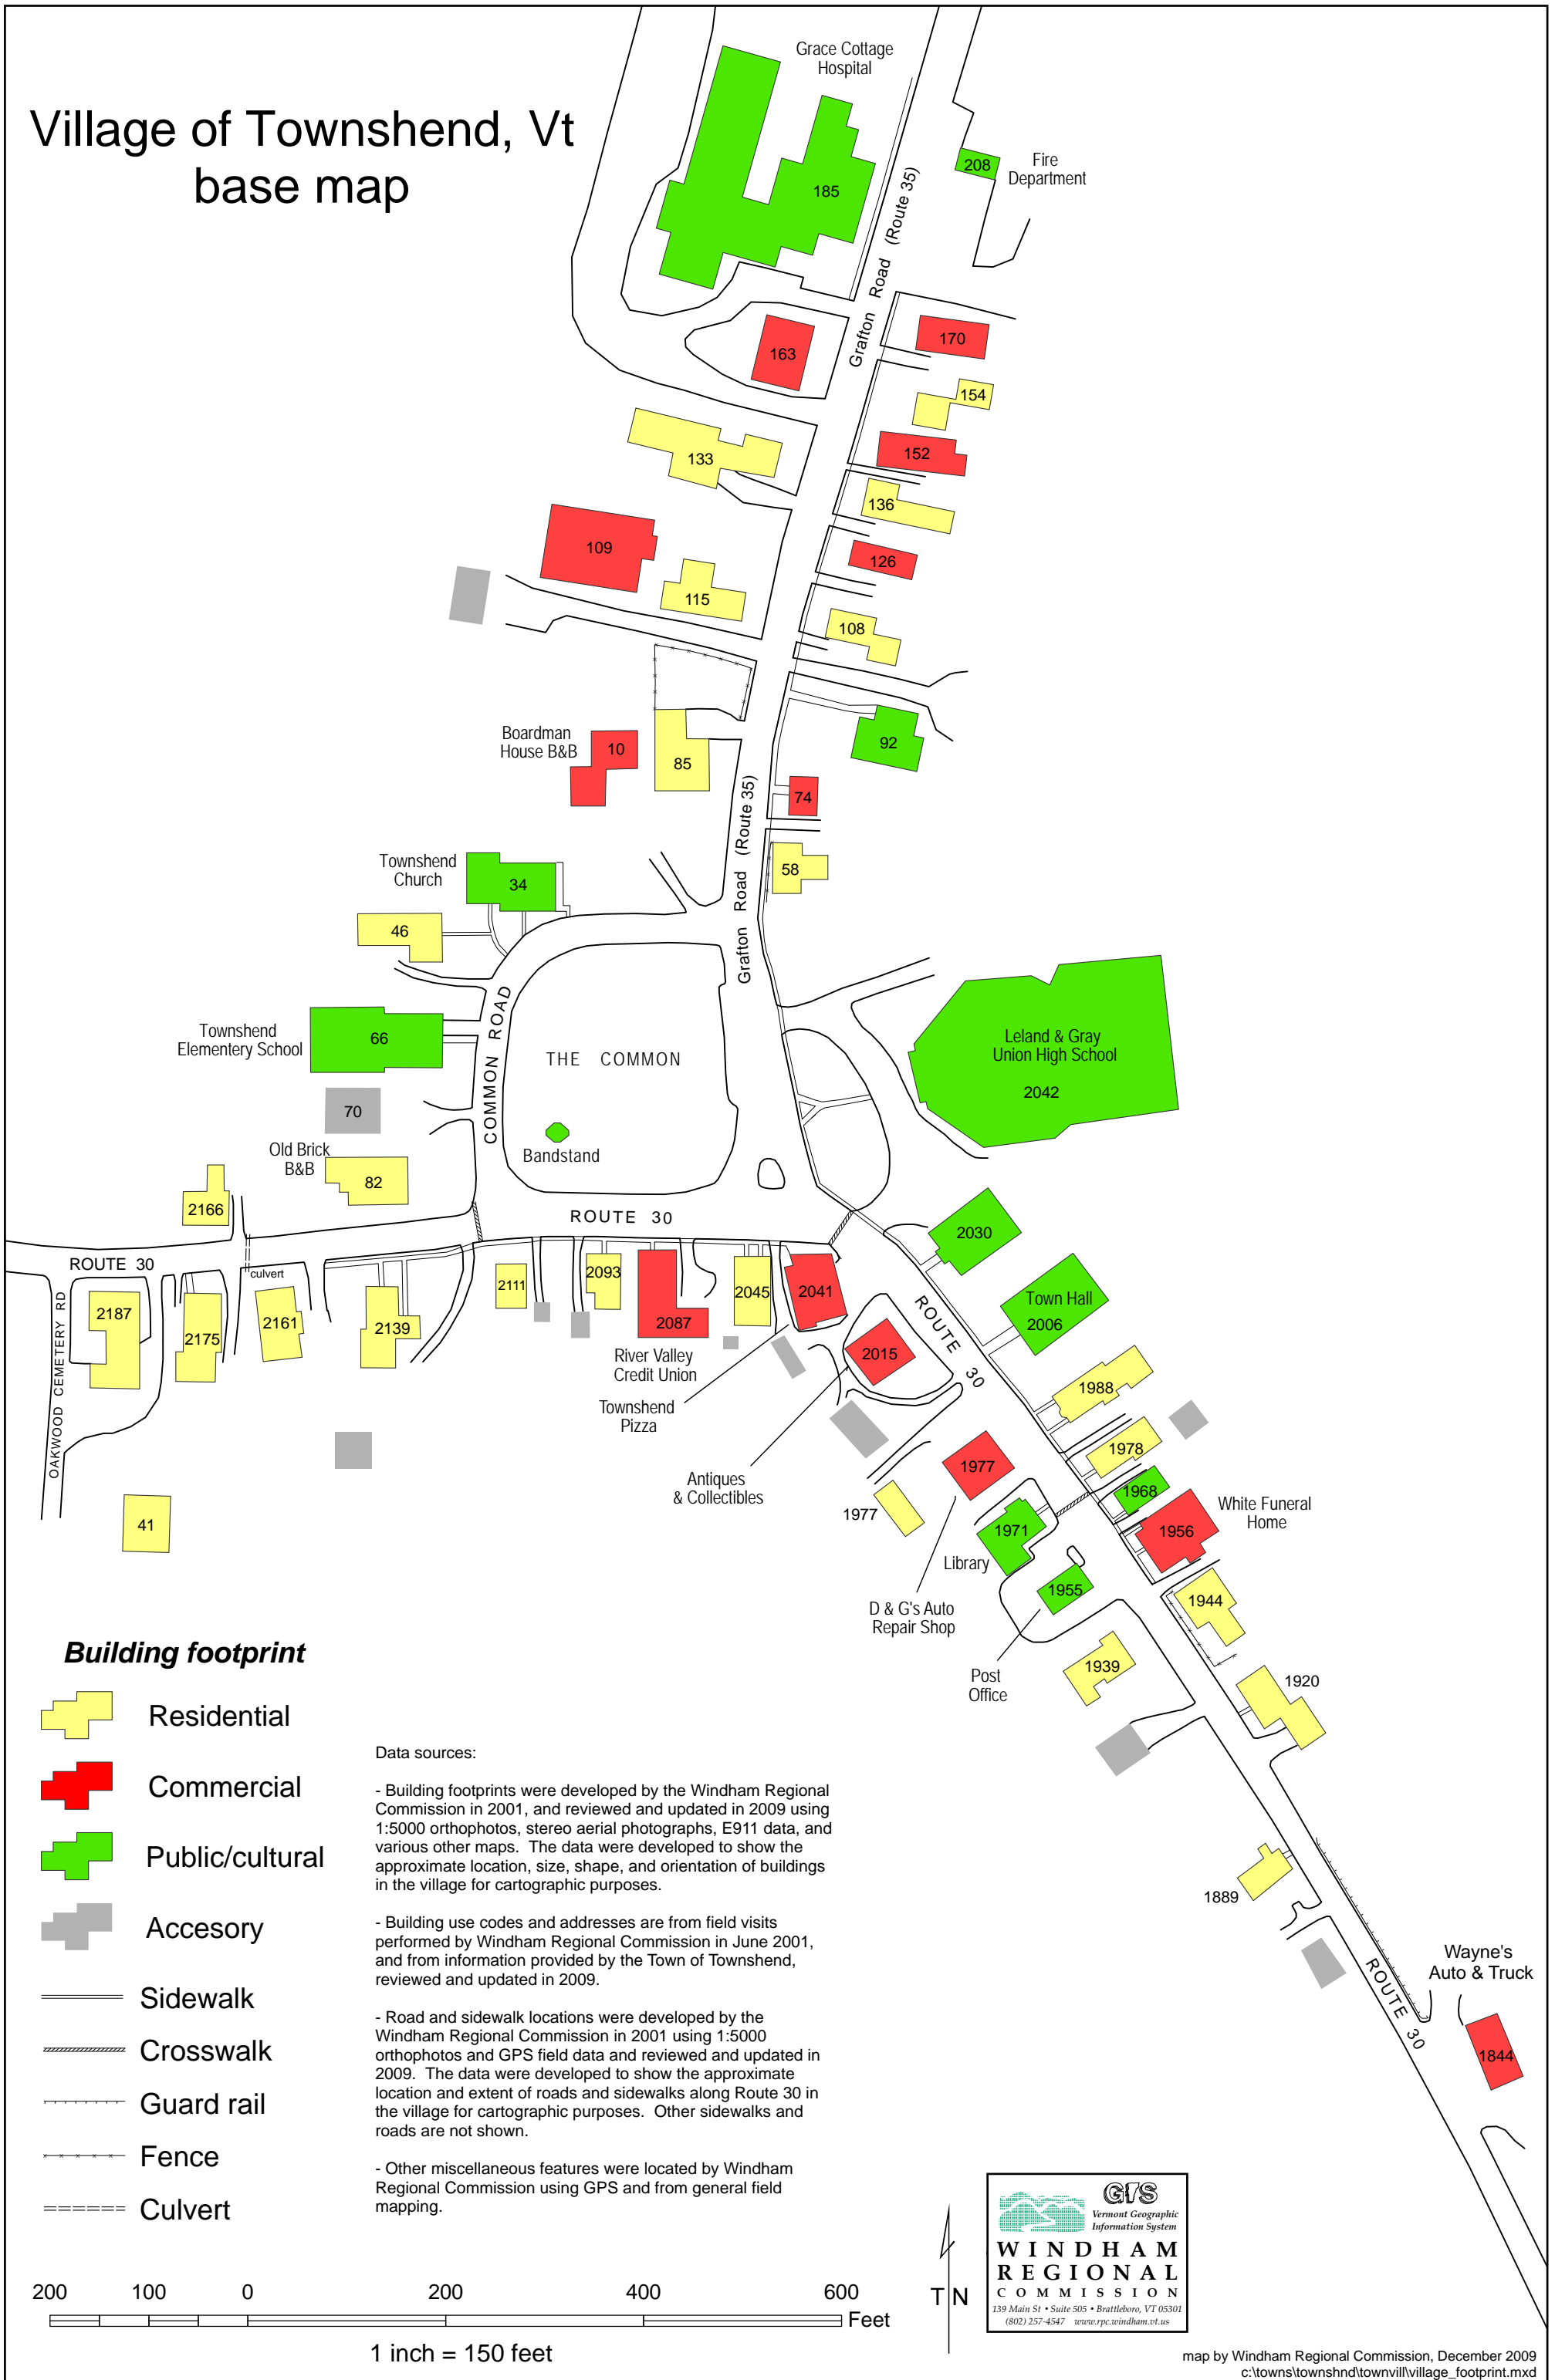 Village of Townshend, Vt
base map
Grace Cottage
Hospital
185
208
Fire
Department
Grafton Road (Route 35)
163
170
154
133
152
136
109
126
115
108
Boardman
House B&B
10
85
92
74
Grafton Road (Route 35)
58
Townshend
Church
34
46
COMMON ROAD
Townshend
Elementery School
66
THE COMMON
Leland & Gray
Union High School
2042
70
Bandstand
Old Brick
B&B
82
2166
ROUTE 30
2030
ROUTE 30
culvert
OAKWOOD CEMETERY RD
2187
2175
2161
2139
2111
2093
2087
2045
2041
2015
ROUTE 30
Town Hall
2006
River Valley
Credit Union
Townshend
Pizza
Antiques
& Collectibles
1988
1978
1968
1977
1977
1971
Library
1956
White Funeral
Home
41
1955
D & G's Auto
Repair Shop
Post
Office
1944
1939
1920
1889
ROUTE 30
Wayne's
Auto & Truck
1844
Building footprint
Residential
Commercial
Public/cultural
Accesory
Sidewalk
Crosswalk
Guard rail
Fence
Culvert
Data sources:
- Building footprints were developed by the Windham Regional
Commission in 2001, and reviewed and updated in 2009 using
1:5000 orthophotos, stereo aerial photographs, E911 data, and
various other maps. The data were developed to show the
approximate location, size, shape, and orientation of buildings
in the village for cartographic purposes.
- Building use codes and addresses are from field visits
performed by Windham Regional Commission in June 2001,
and from information provided by the Town of Townshend,
reviewed and updated in 2009.
- Road and sidewalk locations were developed by the
Windham Regional Commission in 2001 using 1:5000
orthophotos and GPS field data and reviewed and updated in
2009. The data were developed to show the approximate
location and extent of roads and sidewalks along Route 30 in
the village for cartographic purposes. Other sidewalks and
roads are not shown.
- Other miscellaneous features were located by Windham
Regional Commission using GPS and from general field
mapping.
200 100 0 200 400 600
Feet
1 inch = 150 feet
T N
GIS
Vermont Geographic
Information System
WINDHAM
REGIONAL
COMMISSION
139 Main St • Suite 505 • Brattleboro, VT 05301
(802) 257-4547 www.rpc.windham.vt.us
map by Windham Regional Commission, December 2009
c:\towns\townshnd\townvill\village_footprint.mxd